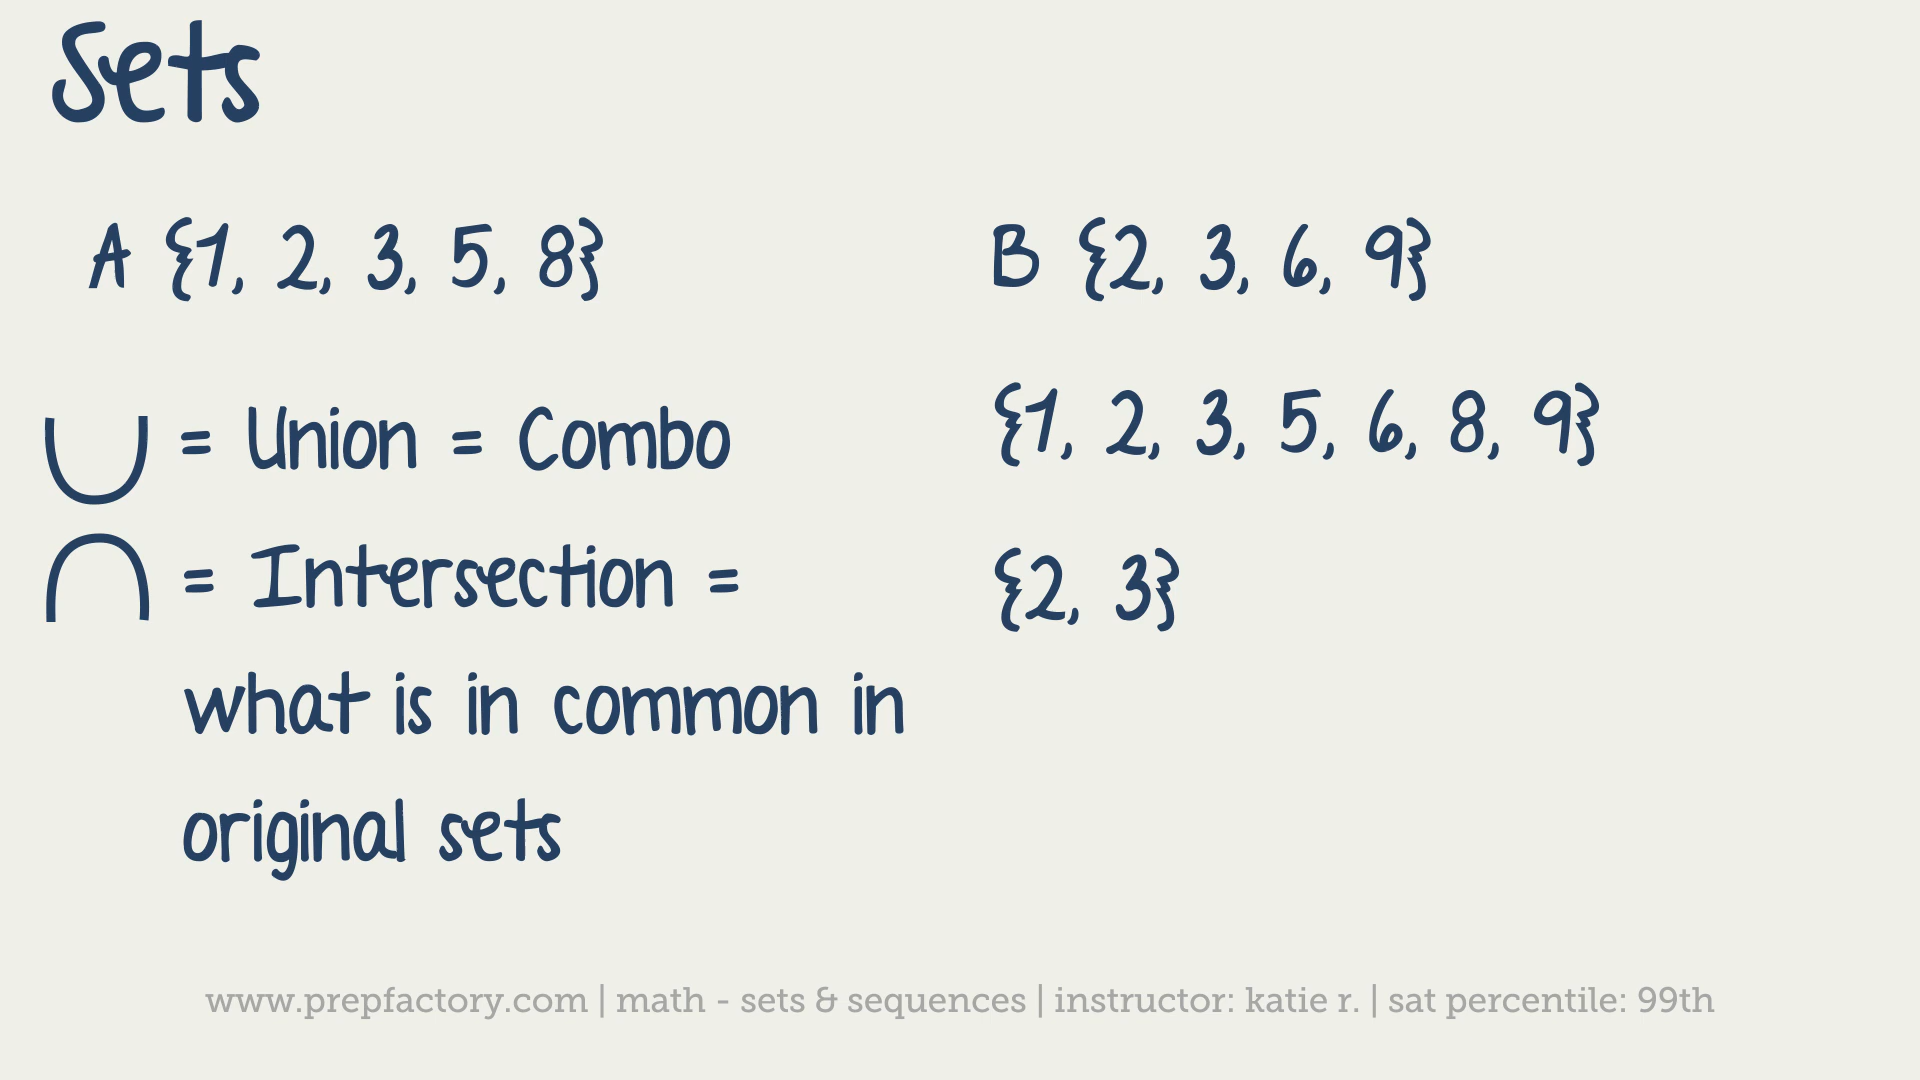 Sets
A {1, 2, 3, 5, 8}
B {2, 3, 6, 9}
∪ = Union = Combo
{1, 2, 3, 5, 6, 8, 9}
∩ = Intersection =
what is in common in
original sets
{2, 3}
www.prepfactory.com | math - sets & sequences | instructor: katie r. | sat percentile: 99th